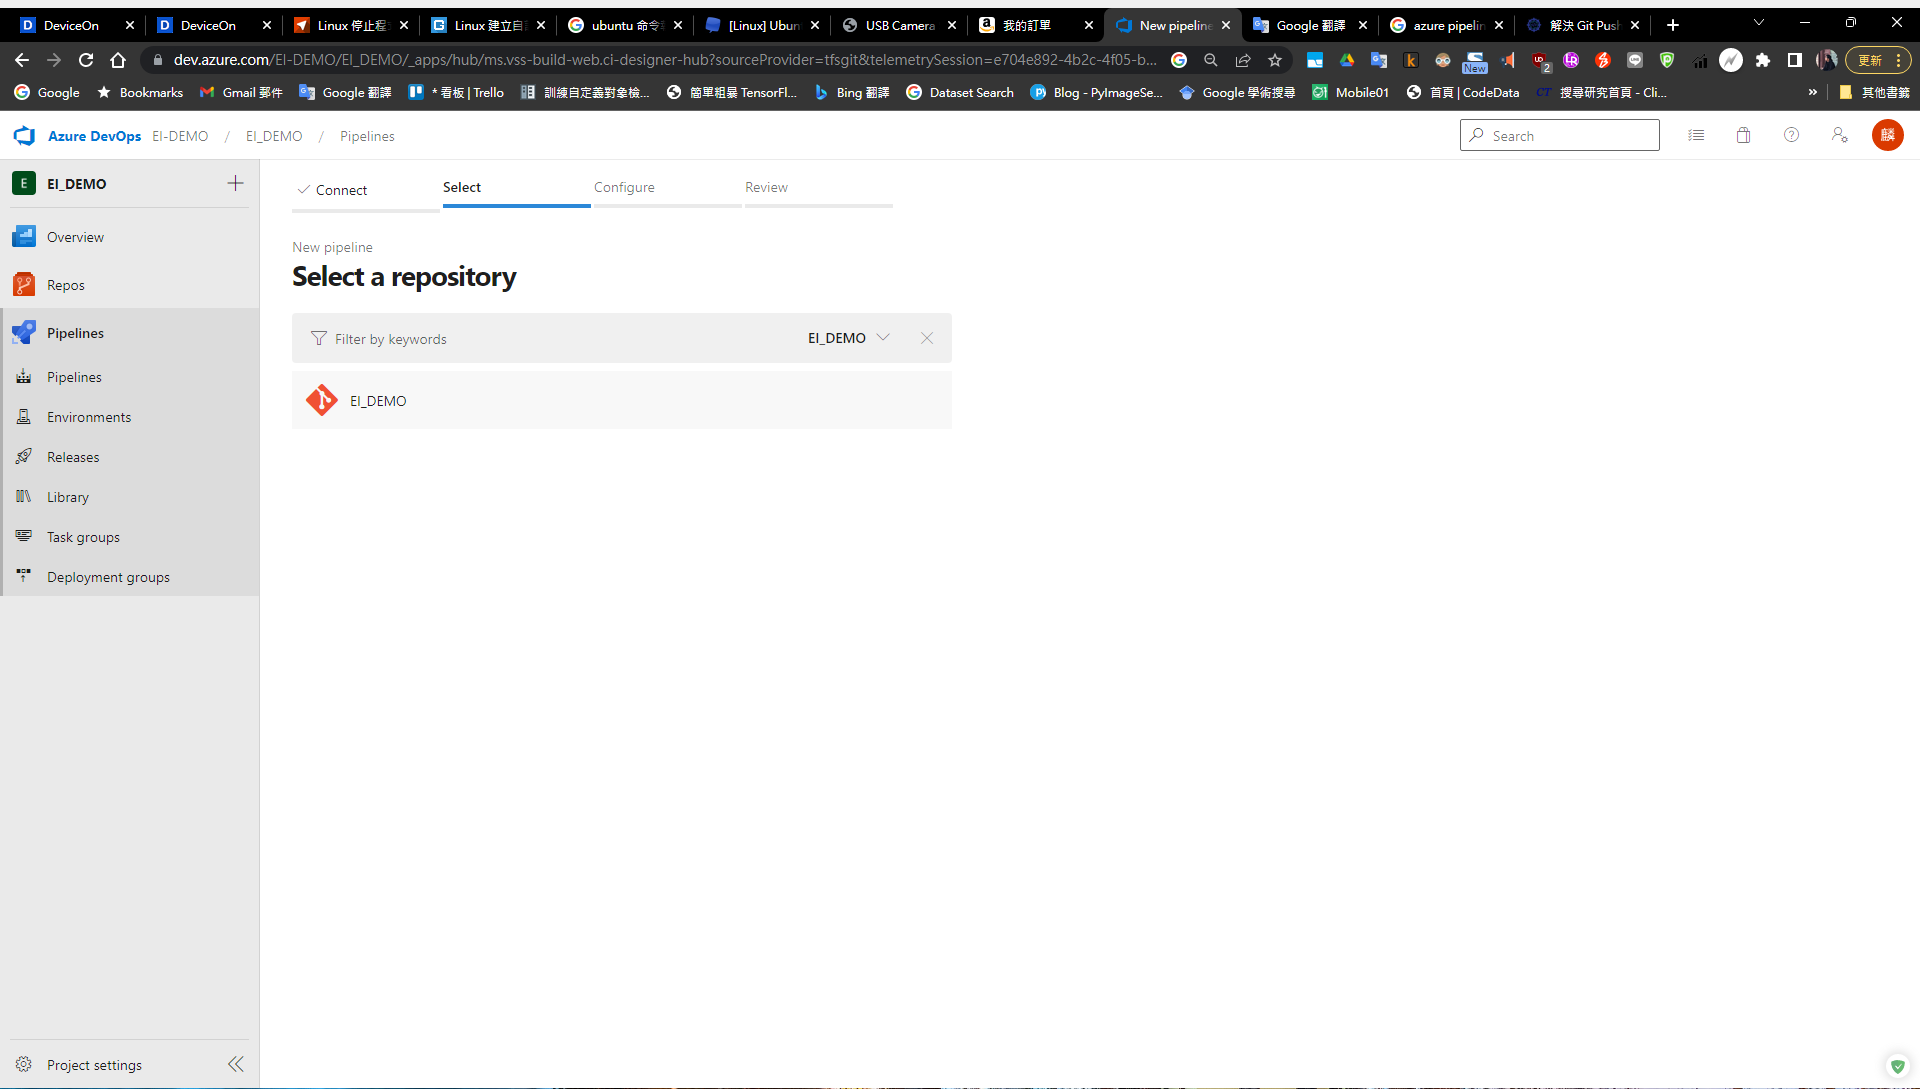 DeviceOn
DeviceOn
Linux 停止程
Linux 建立自
ubuntu 命令
[Linux] Ubun
USB Camera
我的訂單
New pipeline
Google 翻譯
azure pipelin
解決 Git Push
dev.azure.com/EI-DEMO/EI_DEMO/_apps/hub/ms.vss-build-web.ci-designer-hub?sourceProvider=tfsgit&telemetrySession=e704e892-4b2c-4f05-b...
New
2
更新
Google
Bookmarks
Gmail 郵件
Google 翻譯
* 看板 | Trello
訓練自定義對象檢...
簡單粗暴 TensorFl...
Bing 翻譯
Dataset Search
Blog - PyImageSe...
Google 學術搜尋
Mobile01
首頁 | CodeData
搜尋研究首頁 - Cli...
»
其他書籤
Azure DevOps EI-DEMO / EI_DEMO / Pipelines
Search
麟
E EI_DEMO
Overview
Repos
Pipelines
Pipelines
Environments
Releases
Library
Task groups
Deployment groups
Project settings
Connect
Select
Configure
Review
New pipeline
Select a repository
Filter by keywords
EI_DEMO
EI_DEMO